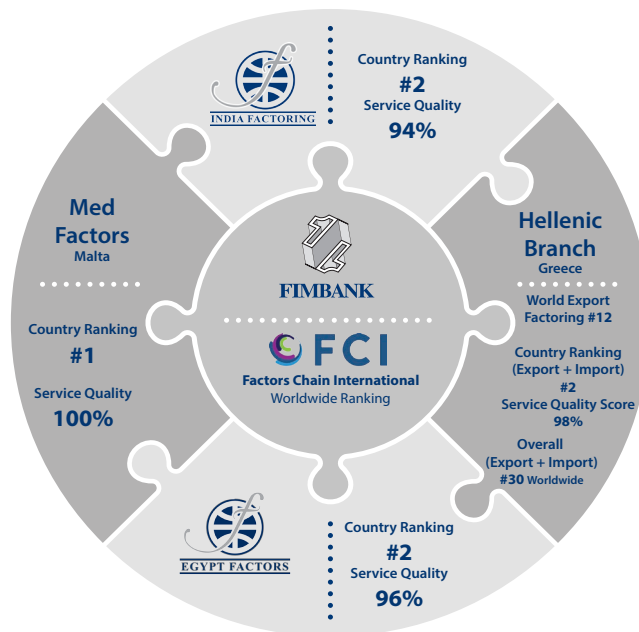 INDIA FACTORING
Country Ranking
#2
Service Quality
94%
Med
Factors
Malta
Country Ranking
#1
Service Quality
100%
FIMBANK
FCI
Factors Chain International
Worldwide Ranking
Hellenic
Branch
Greece
World Export
Factoring #12
Country Ranking
(Export + Import)
#2
Service Quality Score
98%
Overall
(Export + Import)
#30 Worldwide
EGYPT FACTORS
Country Ranking
#2
Service Quality
96%